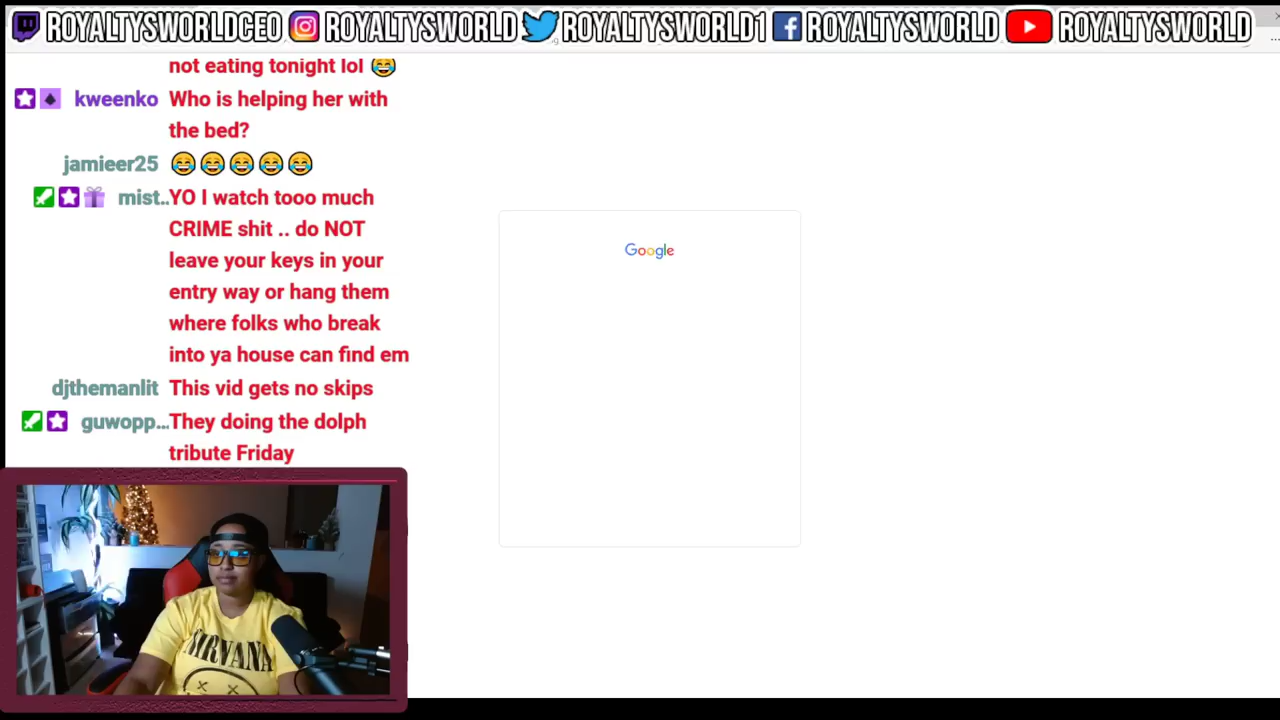 ROYALTYSWORLDCEO ROYALTYSWORLD ROYALTYSWORLD1 ROYALTYSWORLD ROYALTYSWORLD
not eating tonight lol 😂
kweenko Who is helping her with
the bed?
jamieer25 😂😂😂😂😂
mist.. YO I watch tooo much
CRIME shit .. do NOT
leave your keys in your
entry way or hang them
where folks who break
into ya house can find em
djthemanlit This vid gets no skips
guwopp... They doing the dolph
tribute Friday
Google
NIRVANA